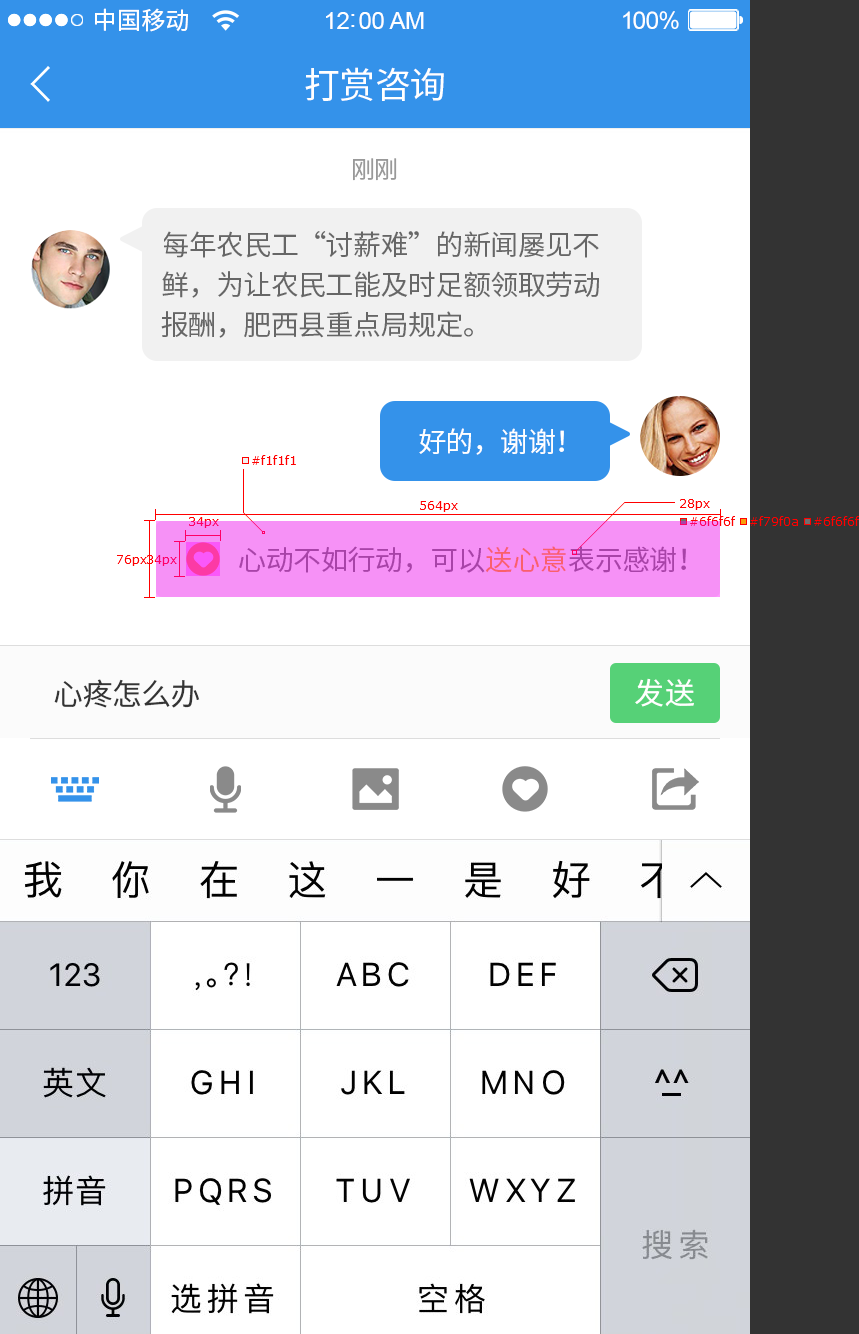 中国移动 12:00 AM 100%
打赏咨询
刚刚
每年农民工“讨薪难”的新闻屡见不
鲜，为让农民工能及时足额领取劳动
报酬，肥西县重点局规定。
好的，谢谢！
#f1f1f1
564px
28px
34px
#6f6f6f #f79f0a #6f6f6f
76px
34px
心动不如行动，可以送心意表示感谢！
心疼怎么办
发送
我 你 在 这 一 是 好 不
123 ,。?! ABC DEF
英文 GHI JKL MNO ^^
拼音 PQRS TUV WXYZ
搜索
选拼音 空格